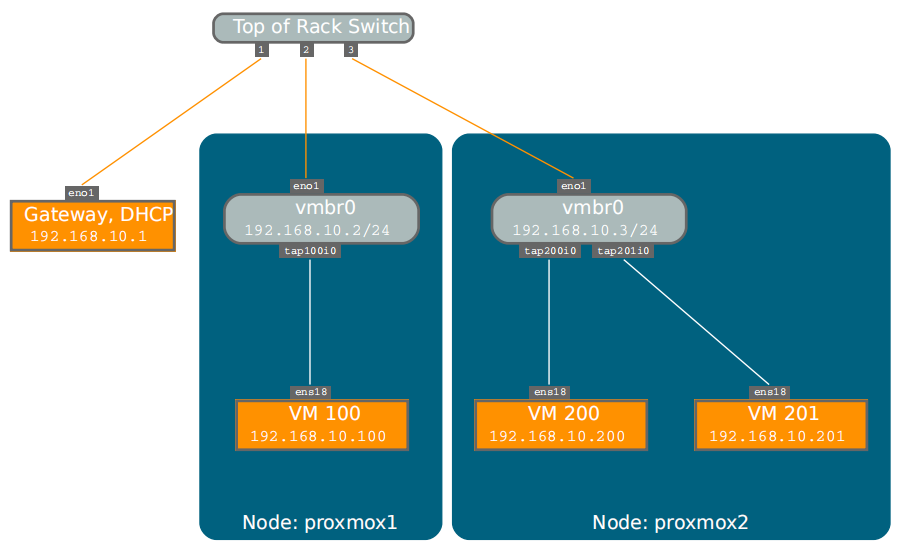 Top of Rack Switch
1 2 3
eno1 eno1 eno1
Gateway, DHCP
192.168.10.1
vmbr0
192.168.10.2/24
tap100i0
vmbr0
192.168.10.3/24
tap200i0 tap201i0
ens18
VM 100
192.168.10.100
ens18
VM 200
192.168.10.200
ens18
VM 201
192.168.10.201
Node: proxmox1
Node: proxmox2